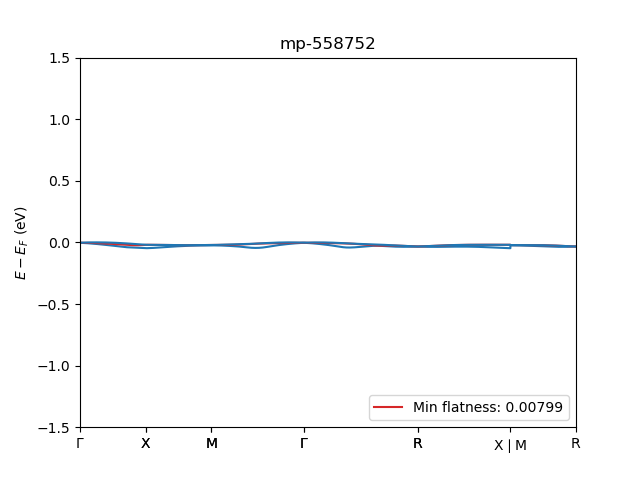 mp-558752
1.5
1.0
0.5
0.0
−0.5
−1.0
−1.5
E − E_F (eV)
Min flatness: 0.00799
Γ X M Γ R X | M R